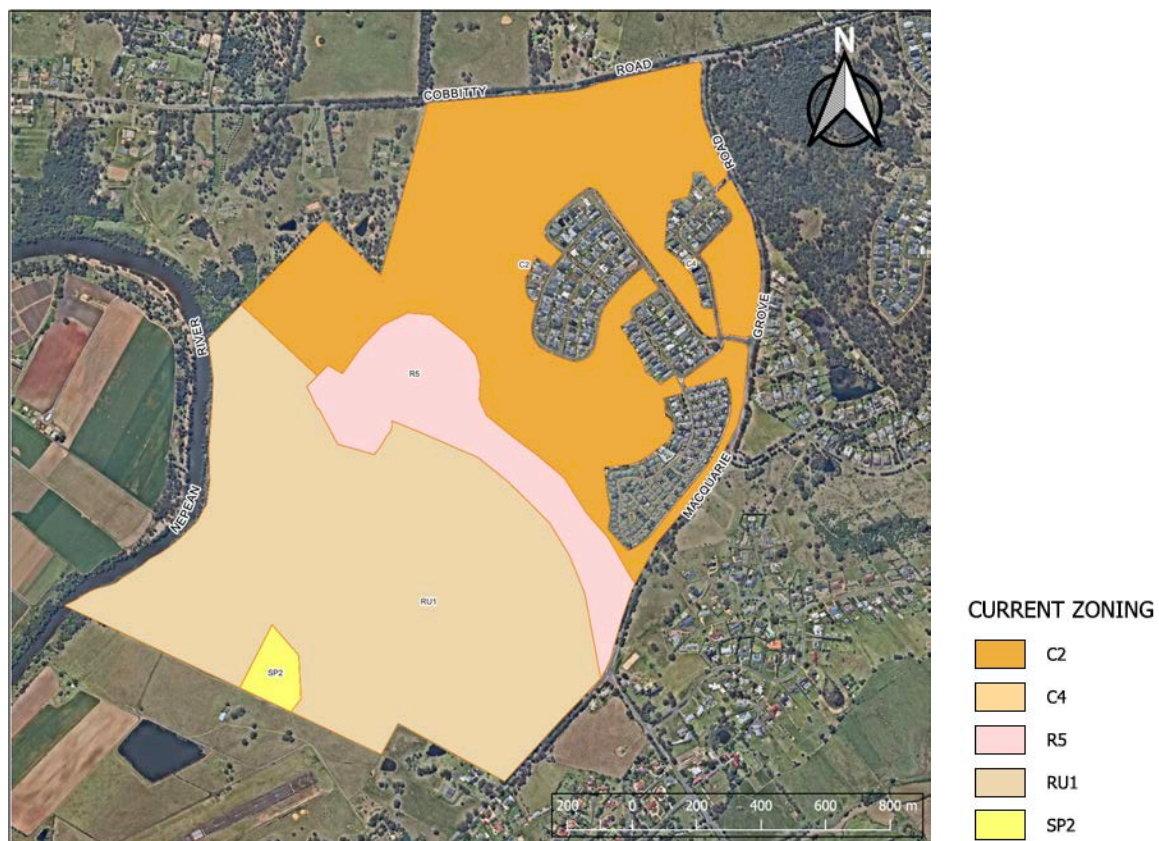 N
COBBITTY ROAD
ROAD
GROVE
MACQUARIE
RIVER
NEPEAN
C2
C4
R5
RU1
SP2
200 0 200 400 600 800 m
CURRENT ZONING
C2
C4
R5
RU1
SP2